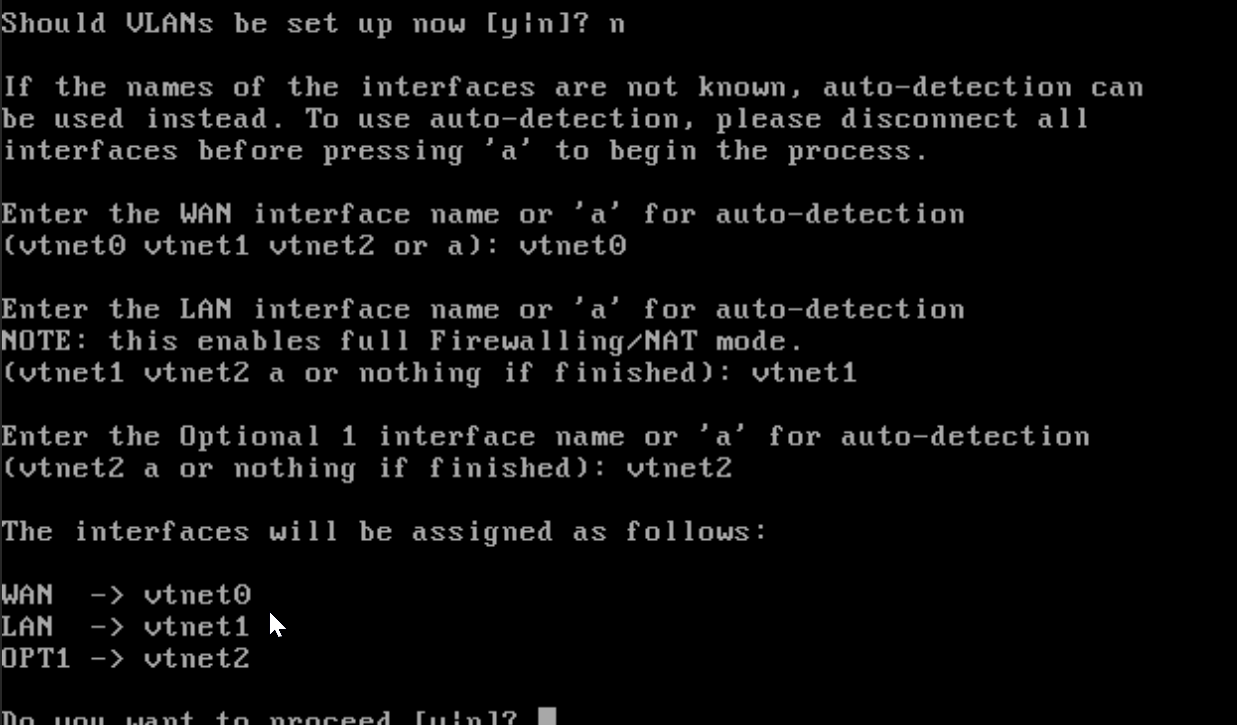 Should VLANs be set up now [y|n]? n
If the names of the interfaces are not known, auto-detection can
be used instead. To use auto-detection, please disconnect all
interfaces before pressing 'a' to begin the process.
Enter the WAN interface name or 'a' for auto-detection
(vtnet0 vtnet1 vtnet2 or a): vtnet0
Enter the LAN interface name or 'a' for auto-detection
NOTE: this enables full Firewalling/NAT mode.
(vtnet1 vtnet2 a or nothing if finished): vtnet1
Enter the Optional 1 interface name or 'a' for auto-detection
(vtnet2 a or nothing if finished): vtnet2
The interfaces will be assigned as follows:
WAN  -> vtnet0
LAN  -> vtnet1
OPT1 -> vtnet2
Do you want to proceed [y|n]?